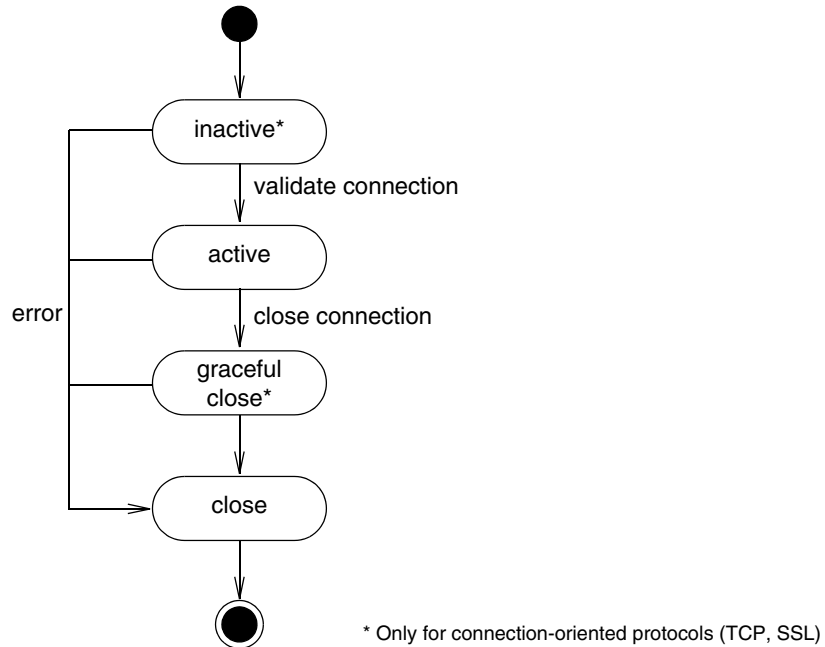 inactive*
validate connection
active
error
close connection
graceful
close*
close
* Only for connection-oriented protocols (TCP, SSL)